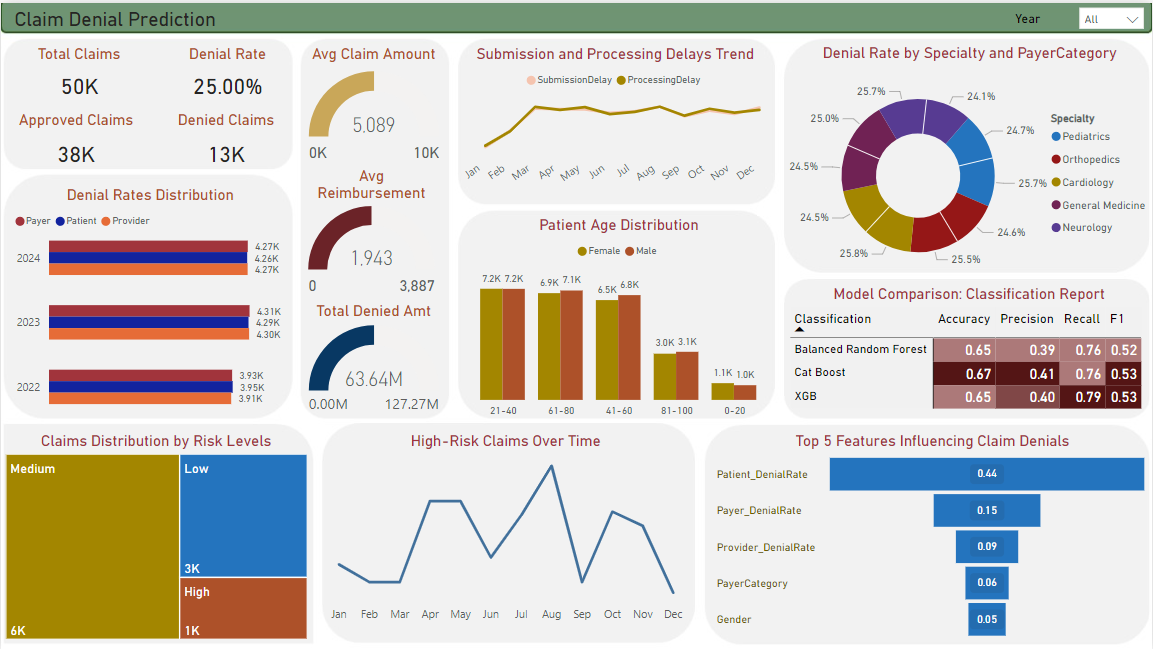 Claim Denial Prediction
Year
All
Total Claims
50K
Denial Rate
25.00%
Approved Claims
38K
Denied Claims
13K
Denial Rates Distribution
Payer Patient Provider
2024
4.27K
4.26K
4.27K
2023
4.31K
4.29K
4.30K
2022
3.93K
3.95K
3.91K
Avg Claim Amount
5.089
0K 10K
Avg
Reimbursement
1.943
0 3,887
Total Denied Amt
63.64M
0.00M 127.27M
Submission and Processing Delays Trend
SubmissionDelay ProcessingDelay
Jan Feb Mar Apr May Jun Jul Aug Sep Oct Nov Dec
Patient Age Distribution
Female Male
7.2K 7.2K 6.9K 7.1K 6.5K 6.8K 3.0K 3.1K 1.1K 1.0K
21-40 61-80 41-60 81-100 0-20
Denial Rate by Specialty and PayerCategory
24.1%
24.7%
25.7%
24.6%
25.5%
25.8%
24.5%
24.5%
25.0%
25.7%
Specialty
Pediatrics
Orthopedics
Cardiology
General Medicine
Neurology
Model Comparison: Classification Report
Classification Accuracy Precision Recall F1
Balanced Random Forest 0.65 0.39 0.76 0.52
Cat Boost 0.67 0.41 0.76 0.53
XGB 0.65 0.40 0.79 0.53
Claims Distribution by Risk Levels
Medium
6K
Low
3K
High
1K
High-Risk Claims Over Time
Jan Feb Mar Apr May Jun Jul Aug Sep Oct Nov Dec
Top 5 Features Influencing Claim Denials
Patient_DenialRate 0.44
Payer_DenialRate 0.15
Provider_DenialRate 0.09
PayerCategory 0.06
Gender 0.05